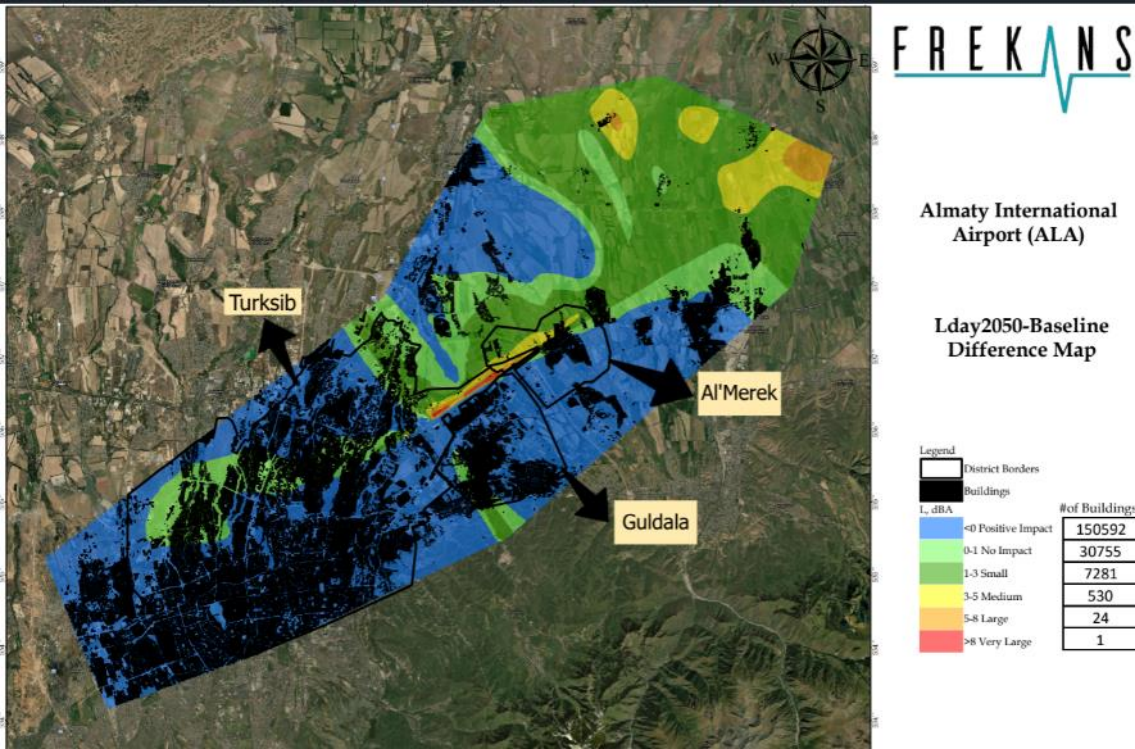 N
W
E
S
Turksib
Al'Merek
Guldala
FREKANS
Almaty International
Airport (ALA)
Lday2050-Baseline
Difference Map
Legend
District Borders
Buildings
L, dBA
#of Buildings
<0 Positive Impact 150592
0-1 No Impact 30755
1-3 Small 7281
3-5 Medium 530
5-8 Large 24
>8 Very Large 1